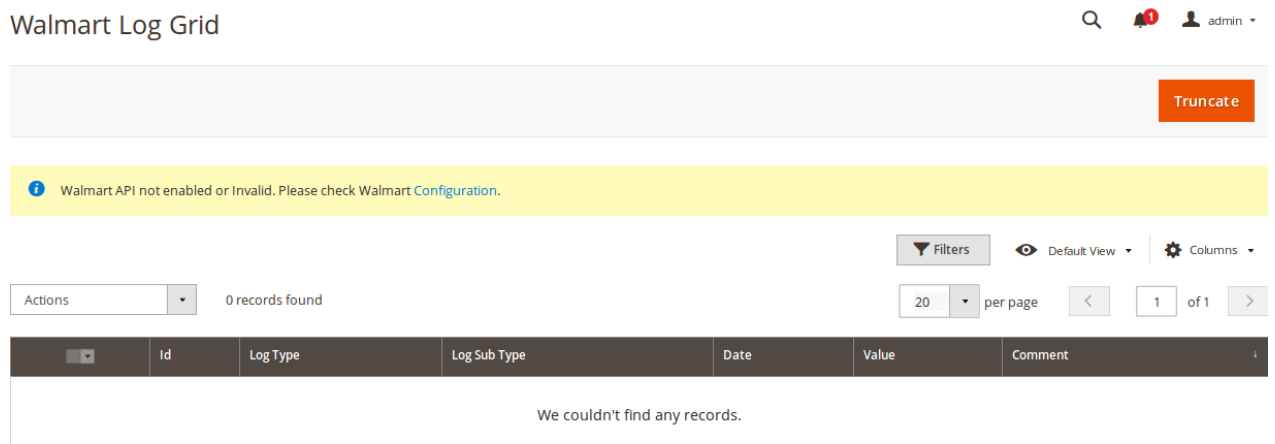 Walmart Log Grid
1
admin
Truncate
Walmart API not enabled or Invalid. Please check Walmart Configuration.
Filters
Default View
Columns
Actions
0 records found
20
per page
1
of 1
Id
Log Type
Log Sub Type
Date
Value
Comment
We couldn't find any records.